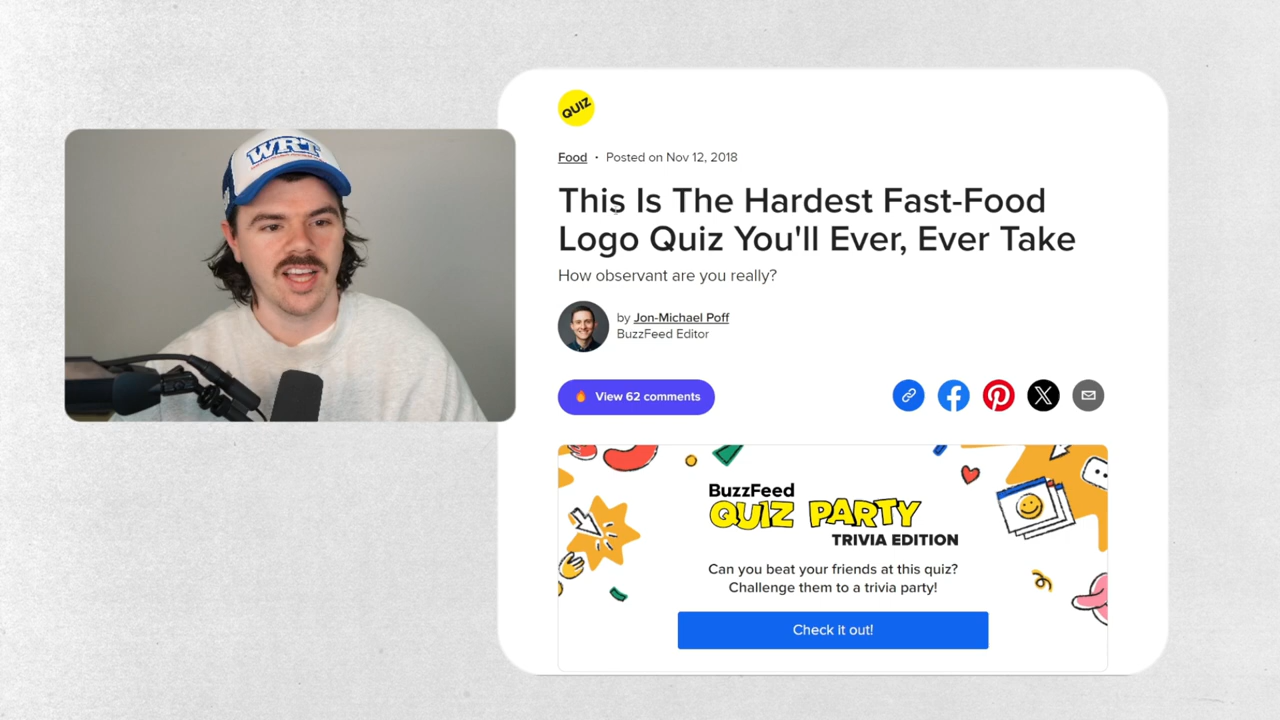 WRT
QUIZ
Food · Posted on Nov 12, 2018
This Is The Hardest Fast-Food
Logo Quiz You'll Ever, Ever Take
How observant are you really?
by Jon-Michael Poff
BuzzFeed Editor
View 62 comments
BuzzFeed
QUIZ PARTY
TRIVIA EDITION
Can you beat your friends at this quiz?
Challenge them to a trivia party!
Check it out!